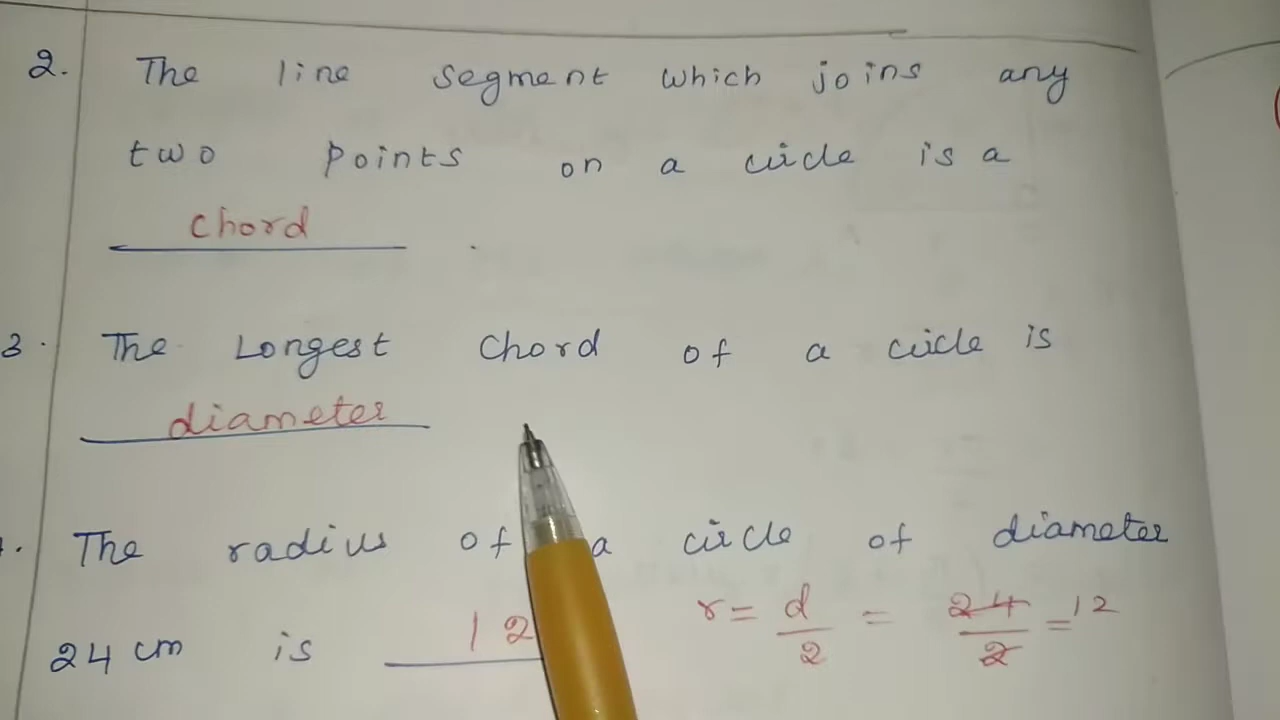 2. The line segment which joins any
two points on a circle is a
chord .
3. The Longest chord of a circle is
diameter
. The radius of a circle of diameter
24 cm is 12 r = d/2 = 24/2 = 12